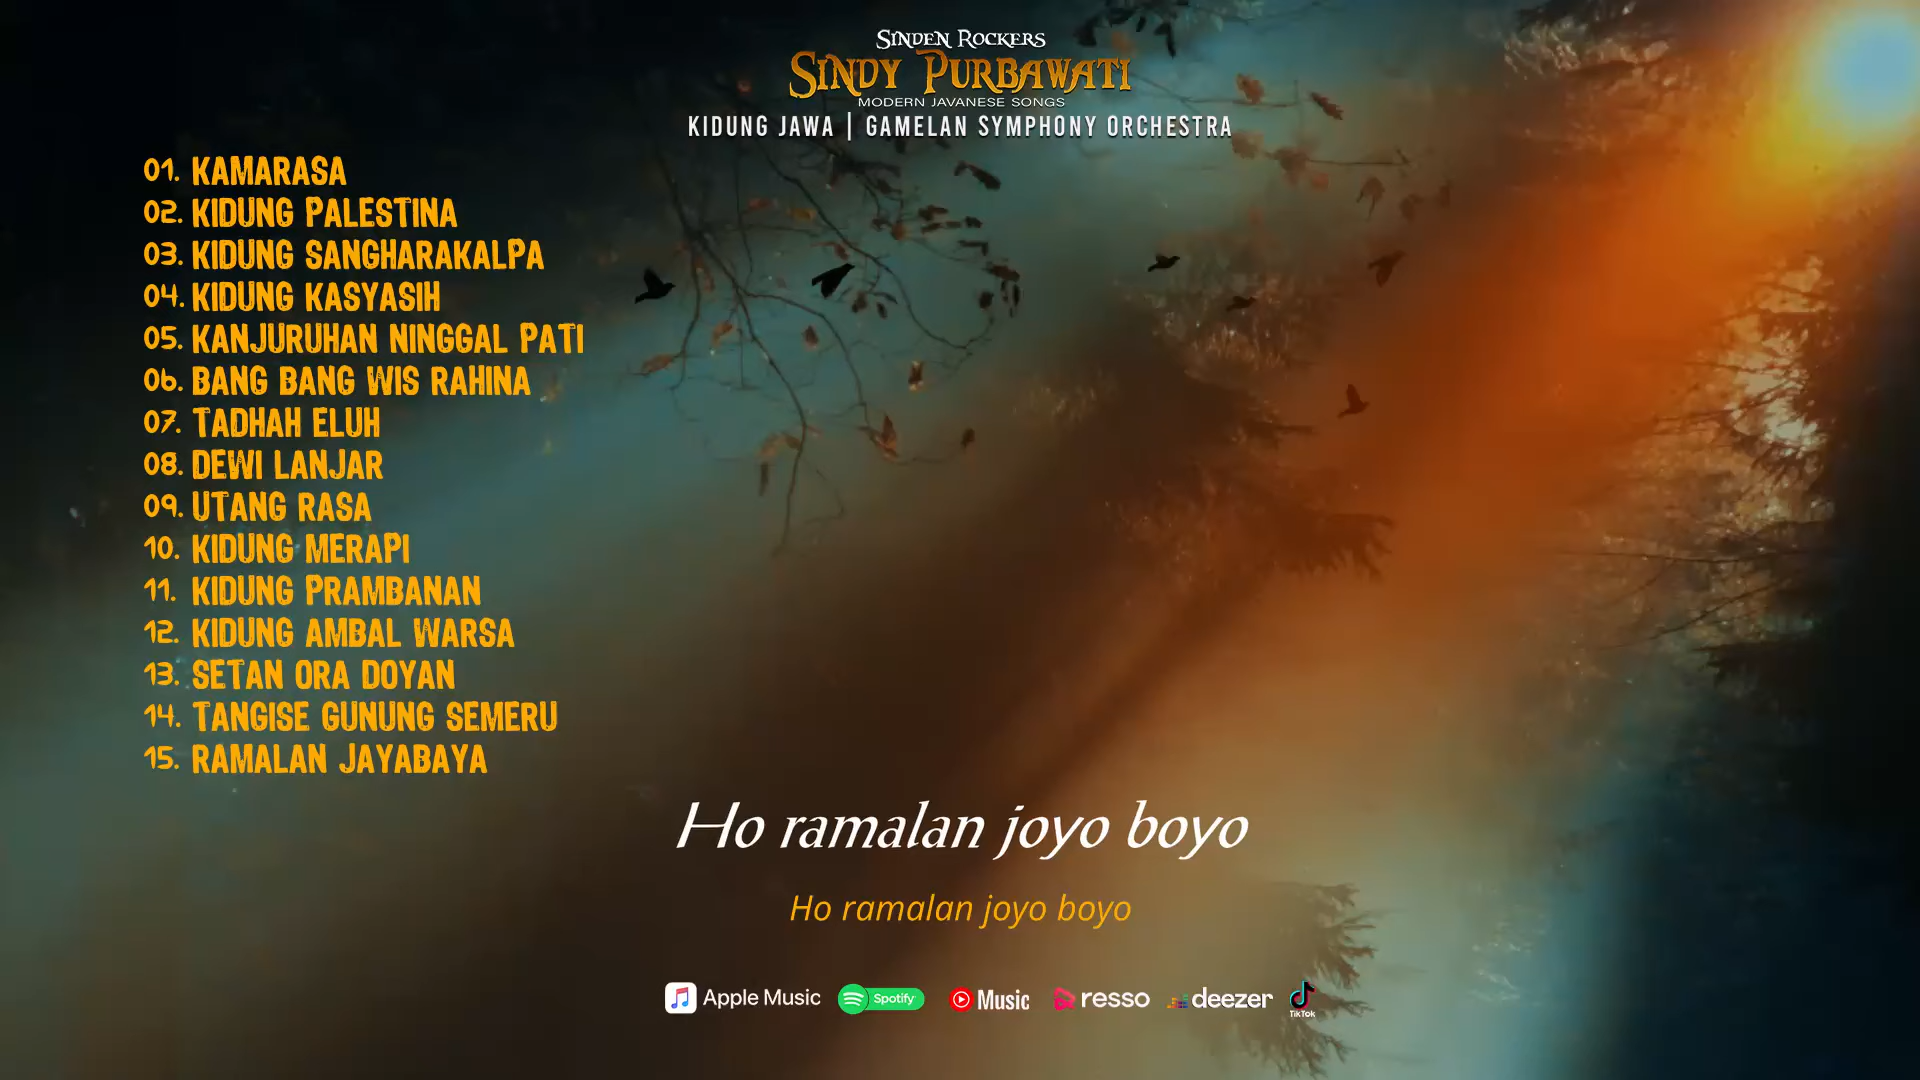 SINDEN ROCKERS
SINDY PURBAWATI
MODERN JAVANESE SONGS
KIDUNG JAWA | GAMELAN SYMPHONY ORCHESTRA
01. KAMARASA
02. KIDUNG PALESTINA
03. KIDUNG SANGHARAKALPA
04. KIDUNG KASYASIH
05. KANJURUHAN NINGGAL PATI
06. BANG BANG WIS RAHINA
07. TADHAH ELUH
08. DEWI LANJAR
09. UTANG RASA
10. KIDUNG MERAPI
11. KIDUNG PRAMBANAN
12. KIDUNG AMBAL WARSA
13. SETAN ORA DOYAN
14. TANGISE GUNUNG SEMERU
15. RAMALAN JAYABAYA
Ho ramalan joyo boyo
Ho ramalan joyo boyo
Apple Music Spotify Music resso deezer TikTok